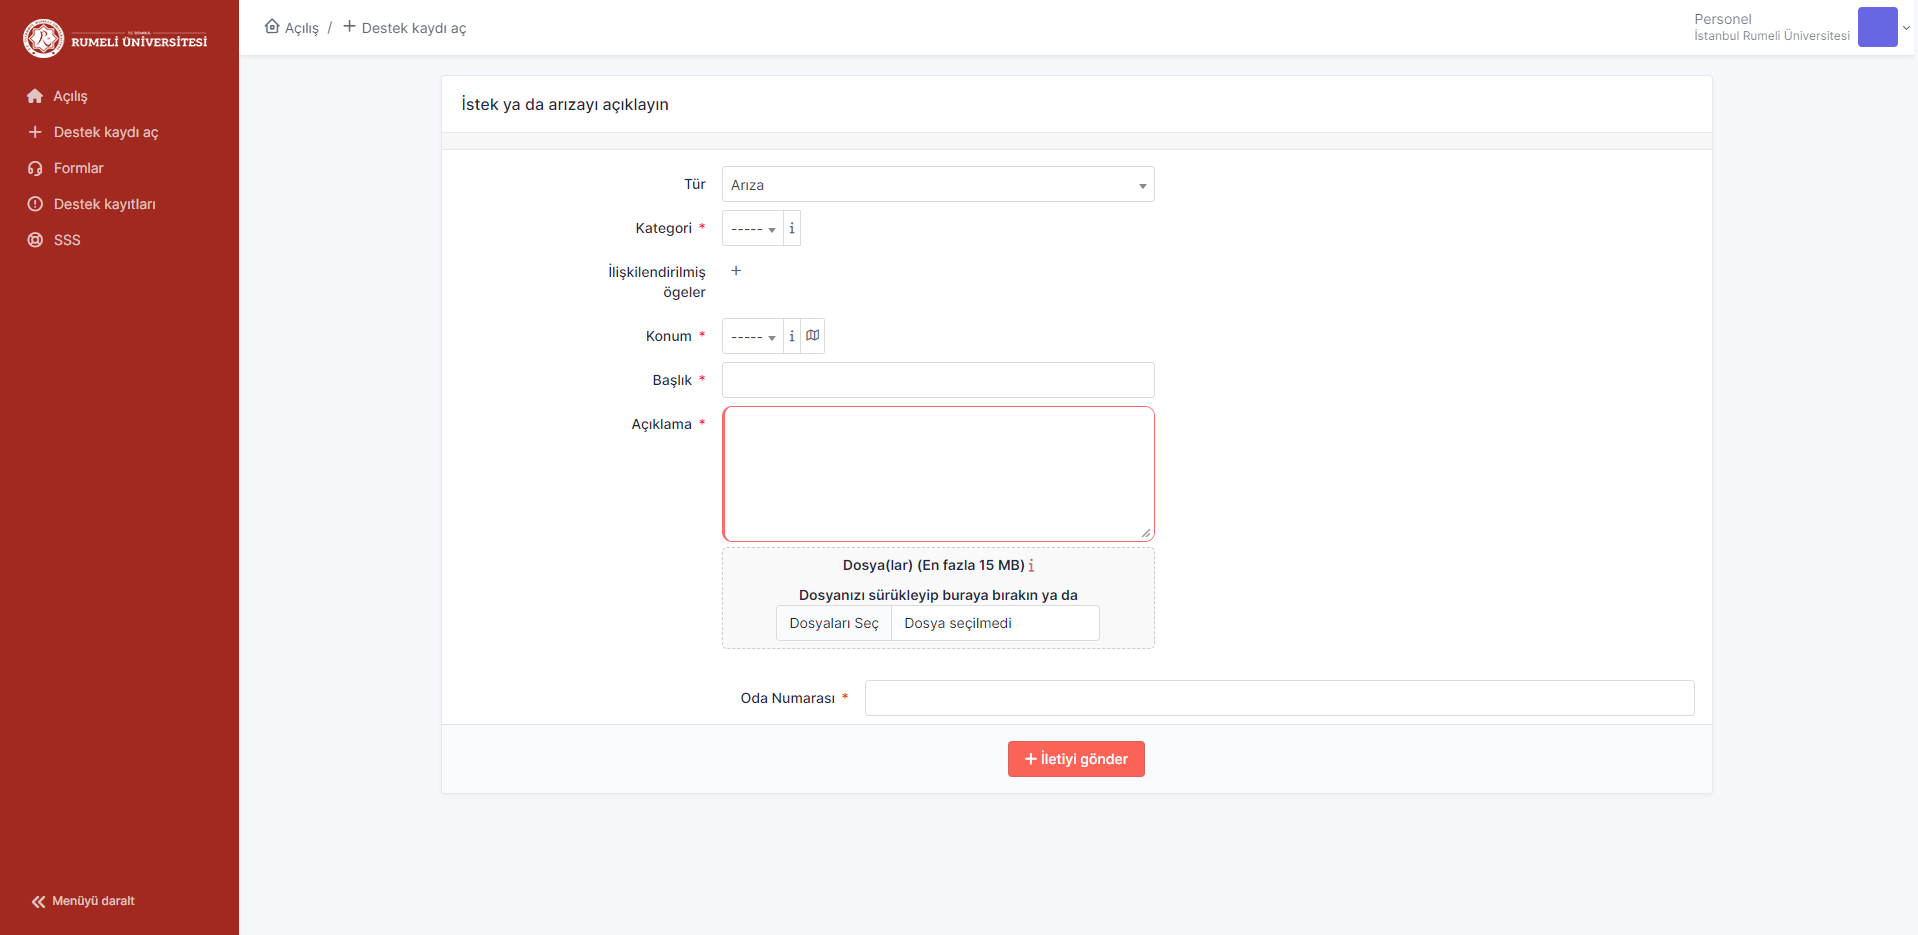 T.C. İSTANBUL
RUMELİ ÜNİVERSİTESİ
Açılış
Destek kaydı aç
Formlar
Destek kayıtları
SSS
Menüyü daralt
Açılış / + Destek kaydı aç
Personel
İstanbul Rumeli Üniversitesi
İstek ya da arızayı açıklayın
Tür Arıza
Kategori * -----
İlişkilendirilmiş +
ögeler
Konum * -----
Başlık *
Açıklama *
Dosya(lar) (En fazla 15 MB)
Dosyanızı sürükleyip buraya bırakın ya da
Dosyaları Seç Dosya seçilmedi
Oda Numarası *
+ İletiyi gönder